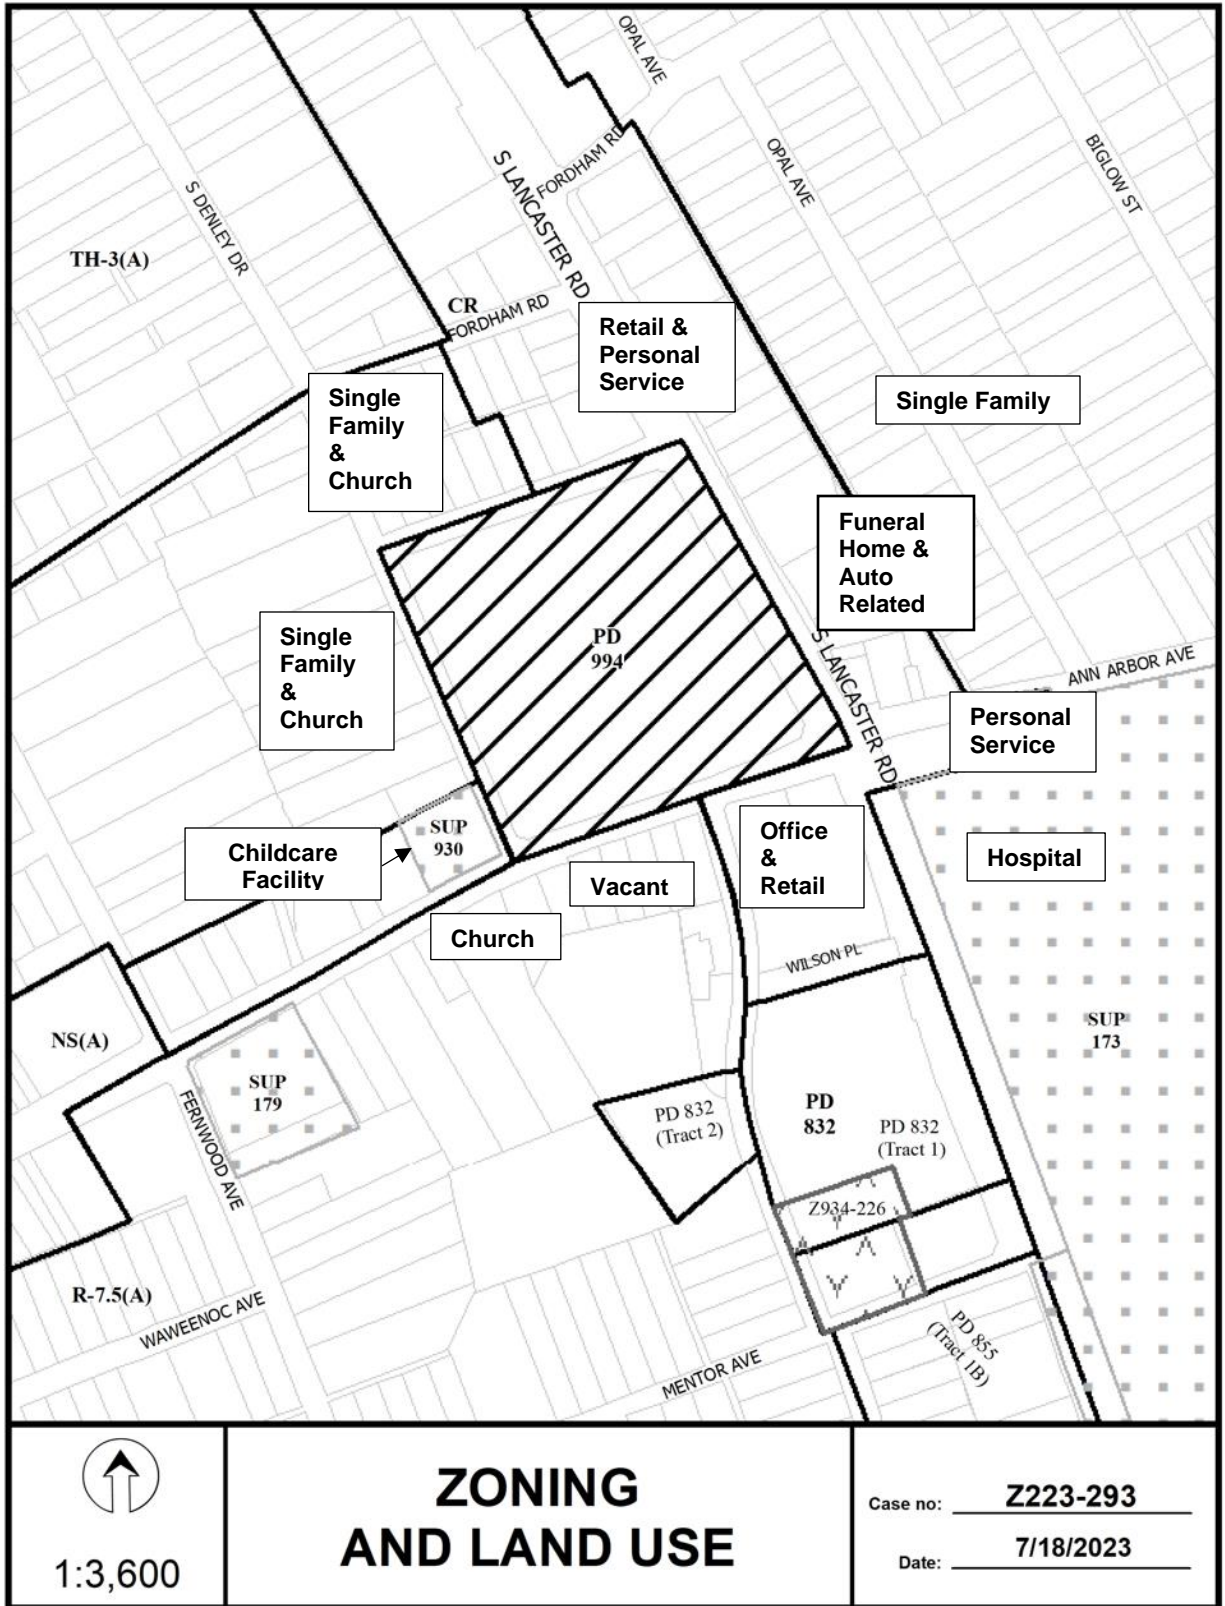 OPAL AVE
FORDHAM RD
OPAL AVE
BIGLOW ST
S LANCASTER RD
S DENLEY DR
TH-3(A)
CR
FORDHAM RD
Retail &
Personal
Service
Single
Family
&
Church
Single Family
Funeral
Home &
Auto
Related
PD
994
Single
Family
&
Church
S LANCASTER RD
ANN ARBOR AVE
Personal
Service
SUP
930
Childcare
Facility
Office
&
Retail
Hospital
Vacant
Church
WILSON PL
NS(A)
SUP
173
SUP
179
FERNWOOD AVE
PD 832
(Tract 2)
PD
832
PD 832
(Tract 1)
Z934-226
R-7.5(A)
WAWEENOC AVE
MENTOR AVE
PD 855
(Tract 1B)
1:3,600
ZONING
AND LAND USE
Case no: Z223-293
Date: 7/18/2023